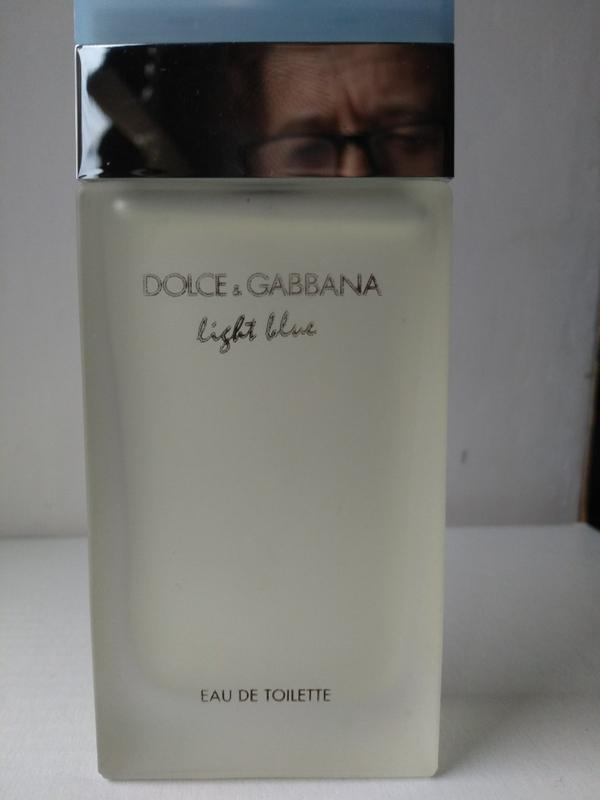 DOLCE & GABBANA
light blue
EAU DE TOILETTE